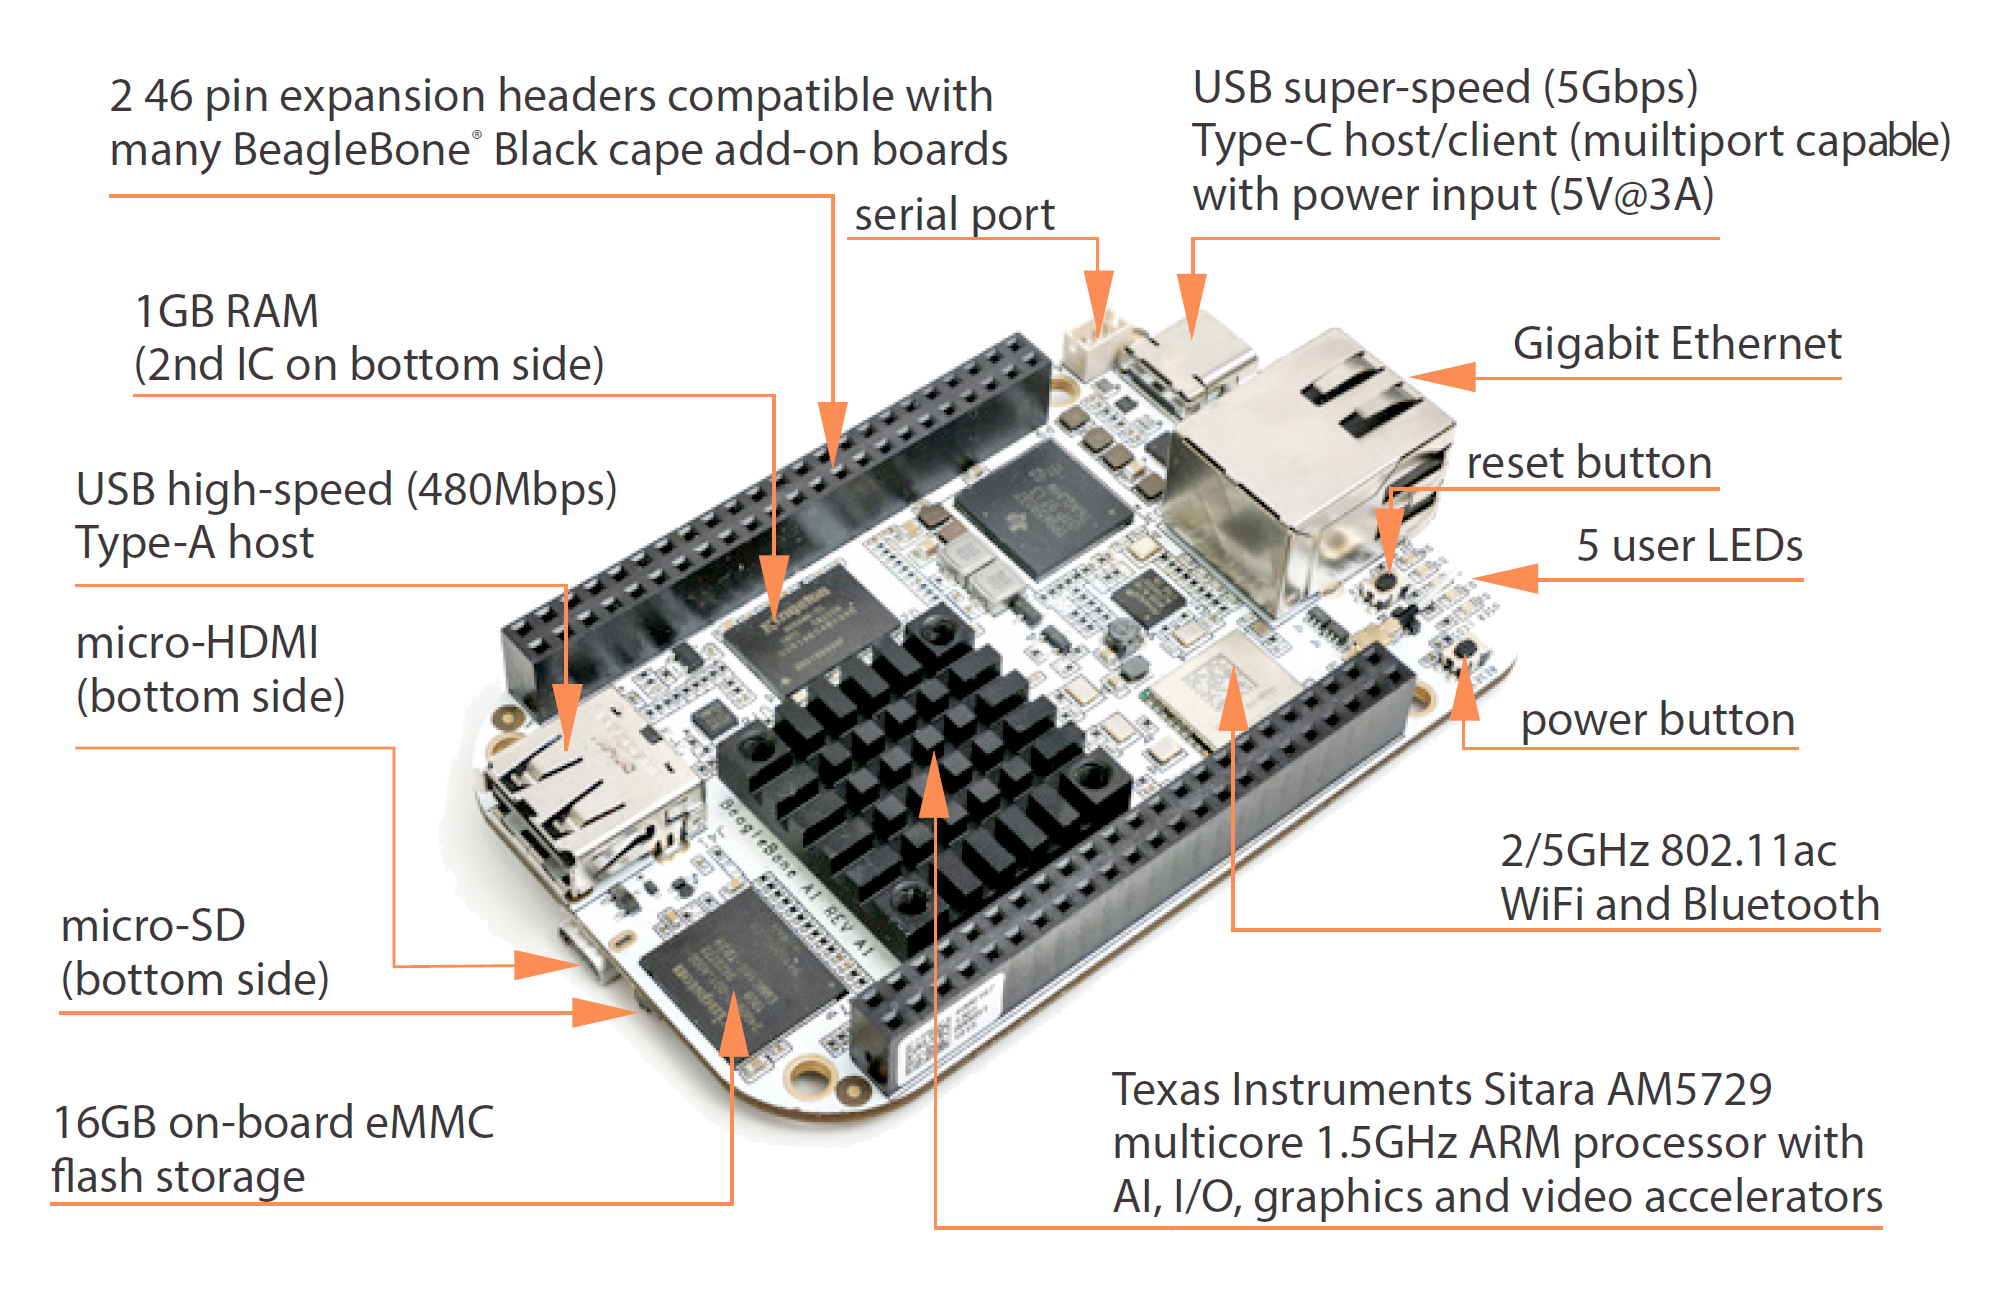 2 46 pin expansion headers compatible with
many BeagleBone® Black cape add-on boards
serial port
USB super-speed (5Gbps)
Type-C host/client (muiltiport capable)
with power input (5V@3A)
1GB RAM
(2nd IC on bottom side)
Gigabit Ethernet
USB high-speed (480Mbps)
Type-A host
reset button
5 user LEDs
micro-HDMI
(bottom side)
power button
2/5GHz 802.11ac
WiFi and Bluetooth
micro-SD
(bottom side)
BeagleBone AI REV A1
16GB on-board eMMC
flash storage
Texas Instruments Sitara AM5729
multicore 1.5GHz ARM processor with
AI, I/O, graphics and video accelerators